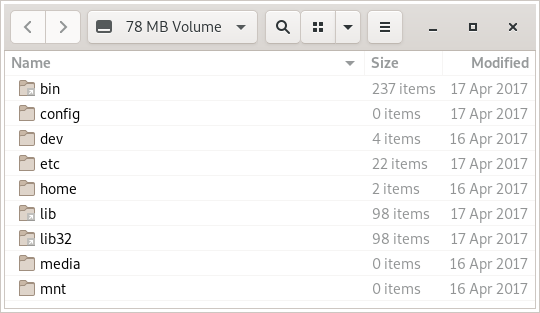 78 MB Volume
Name Size Modified
bin 237 items 17 Apr 2017
config 0 items 17 Apr 2017
dev 4 items 16 Apr 2017
etc 22 items 17 Apr 2017
home 2 items 16 Apr 2017
lib 98 items 17 Apr 2017
lib32 98 items 17 Apr 2017
media 0 items 16 Apr 2017
mnt 0 items 16 Apr 2017